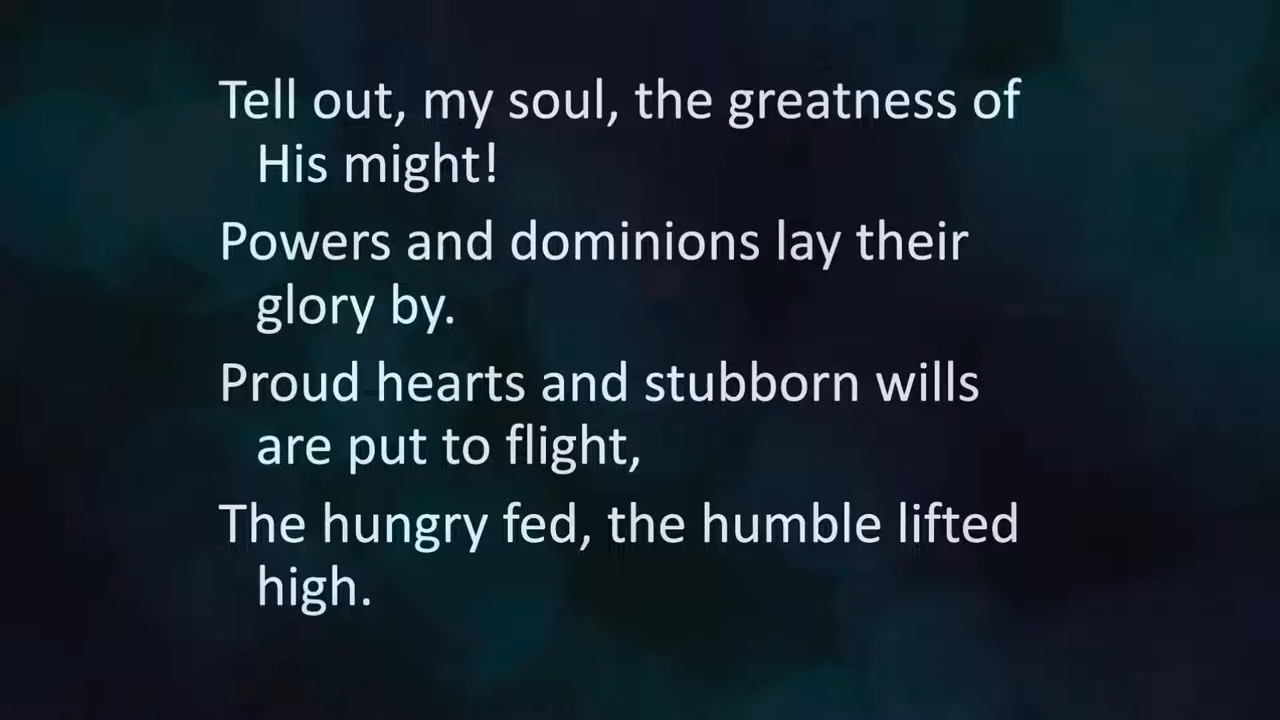 Tell out, my soul, the greatness of
His might!
Powers and dominions lay their
glory by.
Proud hearts and stubborn wills
are put to flight,
The hungry fed, the humble lifted
high.